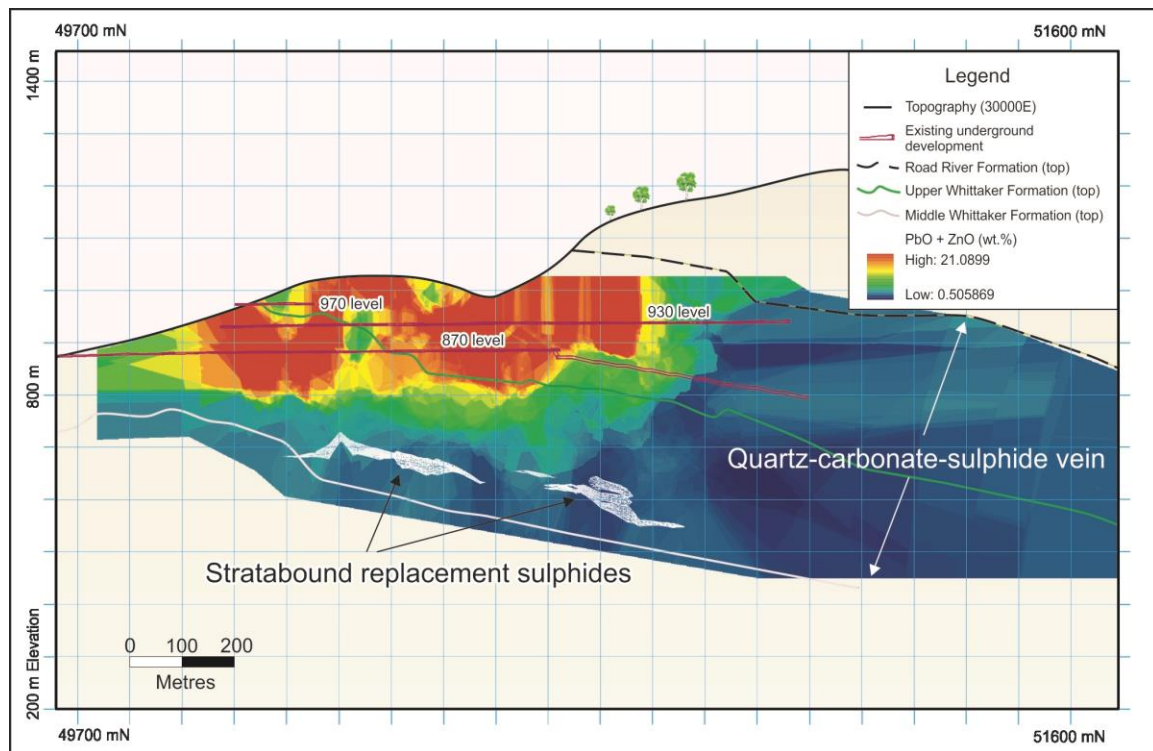 49700 mN
51600 mN
1400 m
Legend
Topography (30000E)
Existing underground
development
Road River Formation (top)
Upper Whittaker Formation (top)
Middle Whittaker Formation (top)
PbO + ZnO (wt.%)
High: 21.0899
Low: 0.505869
970 level
930 level
870 level
800 m
Quartz-carbonate-sulphide vein
Stratabound replacement sulphides
0 100 200
Metres
200 m Elevation
49700 mN
51600 mN